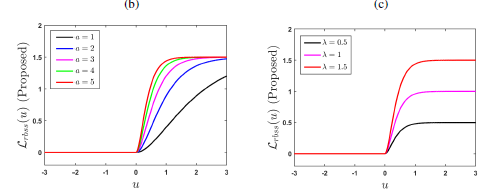 (b)
(c)
a = 1
a = 2
a = 3
a = 4
a = 5
2
1.5
1
0.5
0
-3
-2
-1
0
1
2
3
u
ℒrbss(u) (Proposed)
λ = 0.5
λ = 1
λ = 1.5
2
1.5
1
0.5
0
-3
-2
-1
0
1
2
3
u
ℒrbss(u) (Proposed)